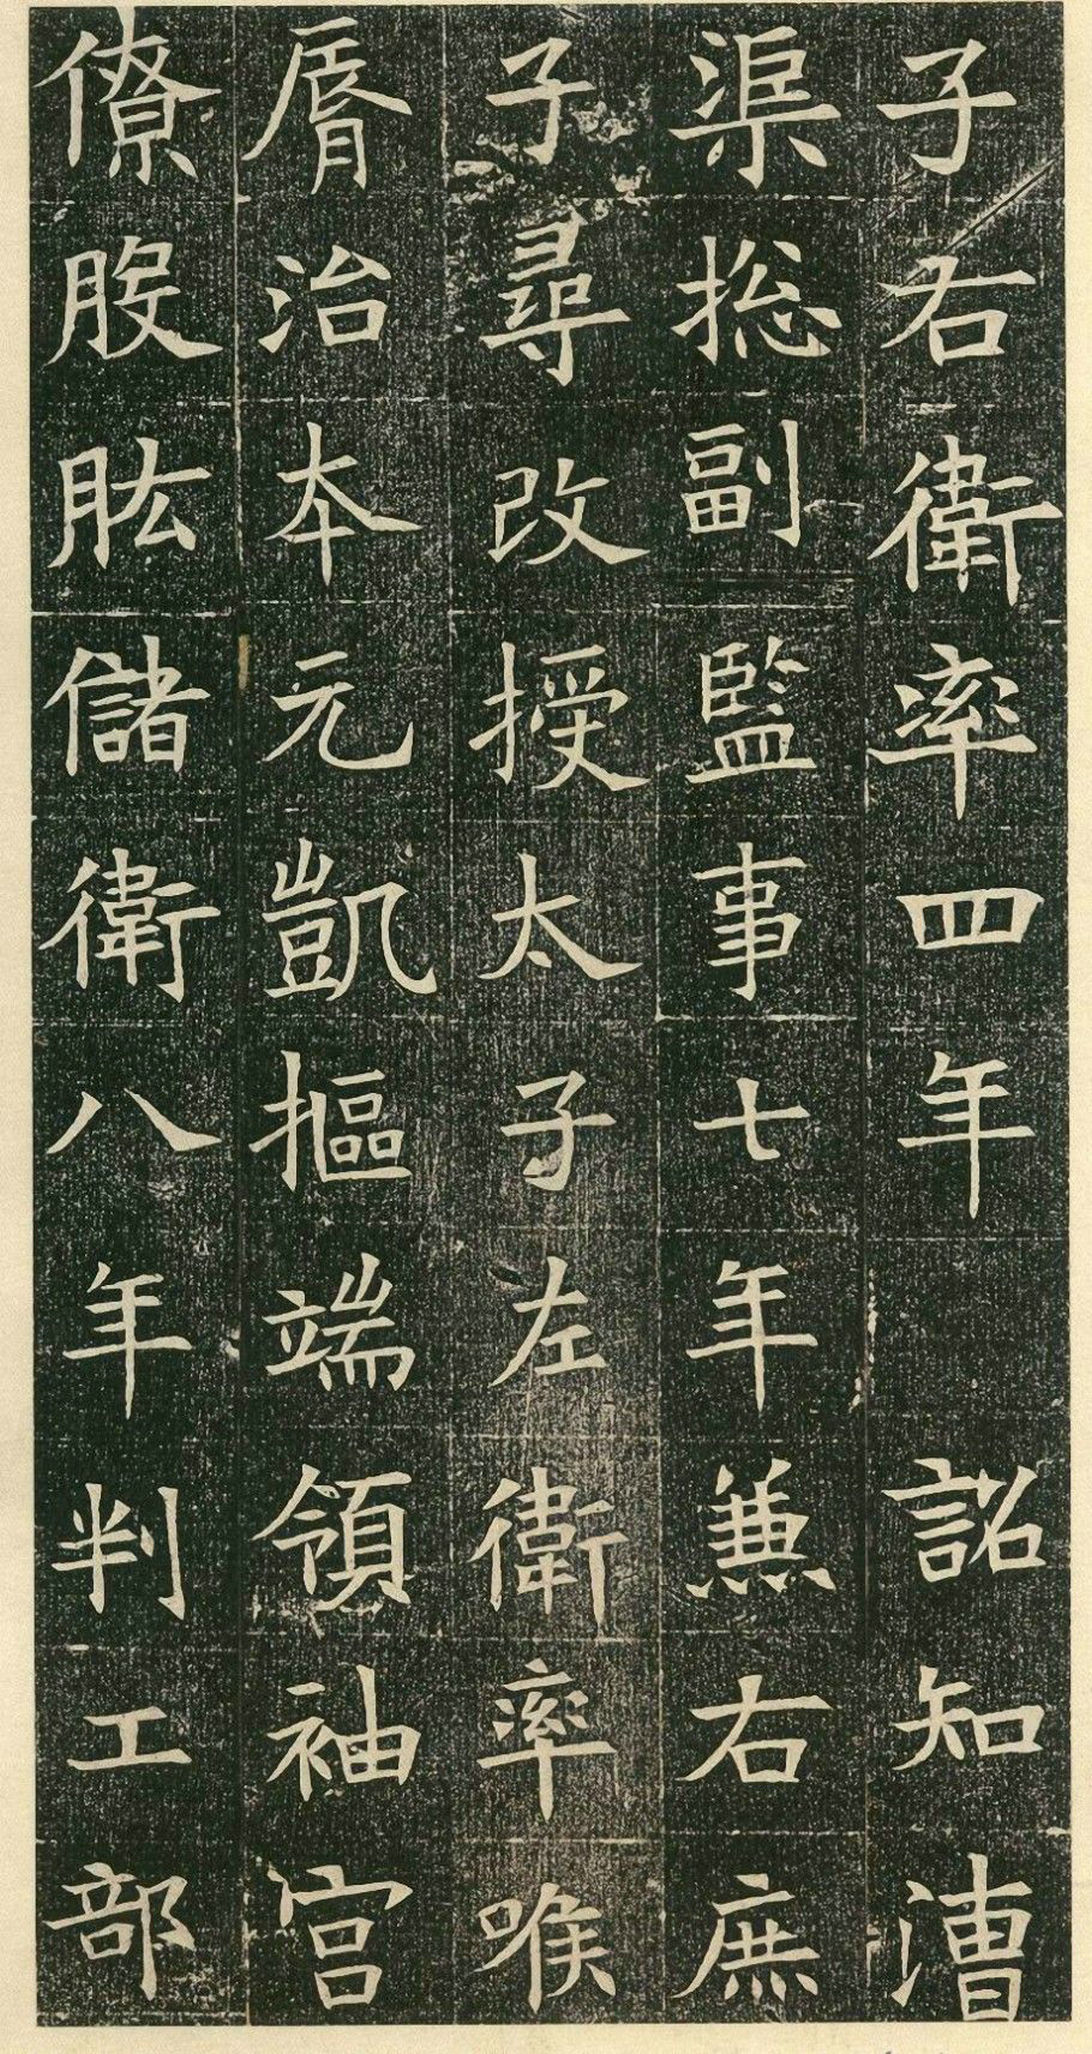 子右衛率四年 詔知漕
渠捴副監事七年兼右庶
子尋改授太子左衛率喉
脣治本元凱摳端領袖宮
僚股肱儲衛八年判工部